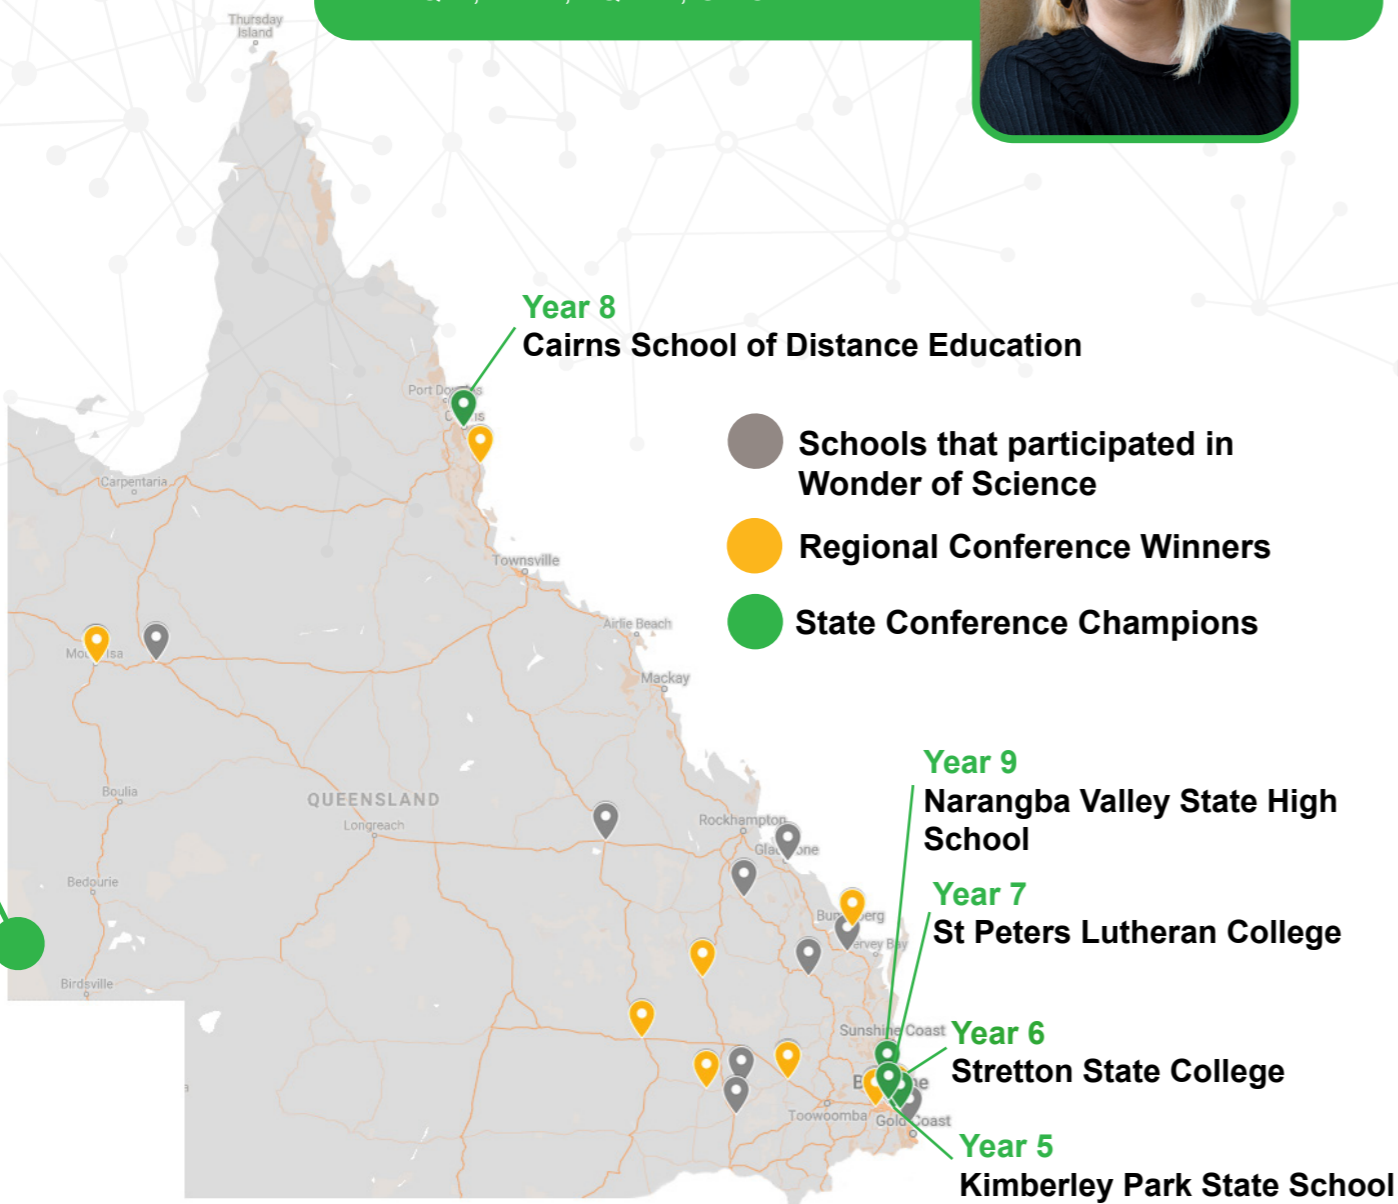 Thursday
Island
Year 8
Cairns School of Distance Education
Schools that participated in
Wonder of Science
Regional Conference Winners
State Conference Champions
Carpentaria
Townsville
Airlie Beach
Mackay
Boulia
QUEENSLAND
Longreach
Rockhampton
Bedourie
Birdsville
Year 9
Narangba Valley State High
School
Year 7
St Peters Lutheran College
Sunshine Coast
Year 6
Stretton State College
Toowoomba
Gold Coast
Year 5
Kimberley Park State School